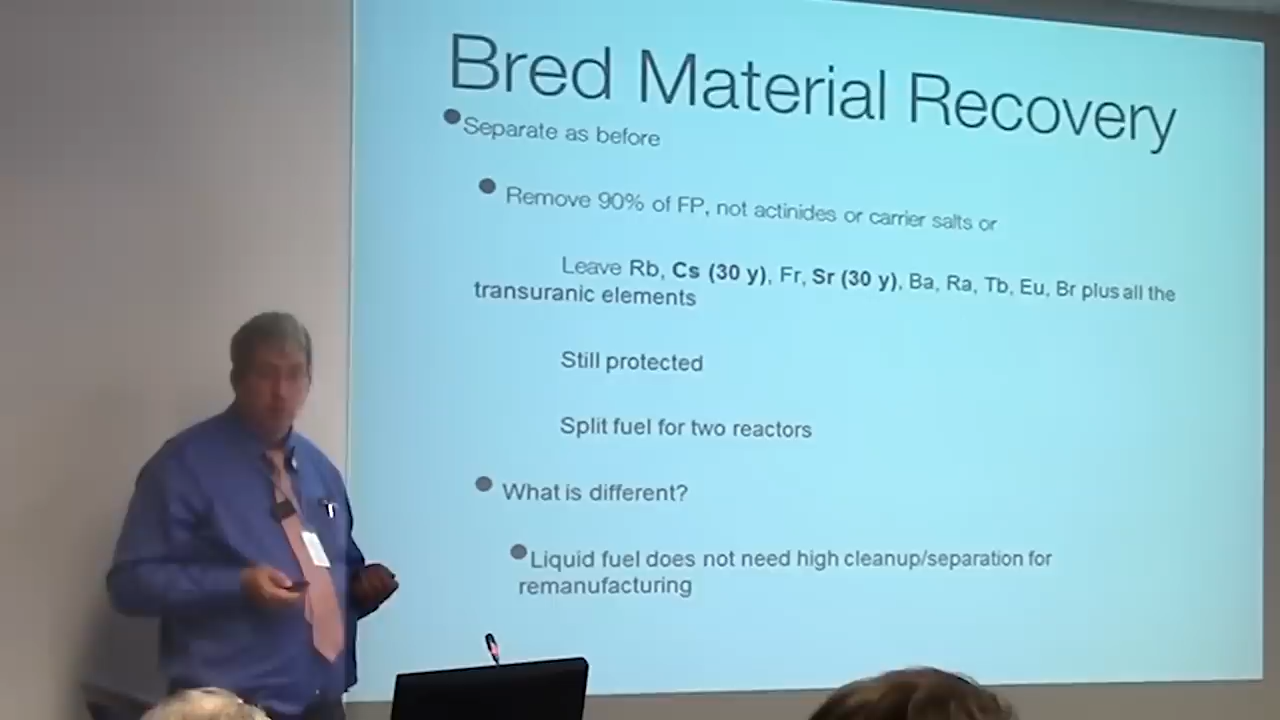 Bred Material Recovery
Separate as before
Remove 90% of FP, not actinides or carrier salts or
Leave Rb, Cs (30 y), Fr, Sr (30 y), Ba, Ra, Tb, Eu, Br plus all the
transuranic elements
Still protected
Split fuel for two reactors
What is different?
Liquid fuel does not need high cleanup/separation for
remanufacturing